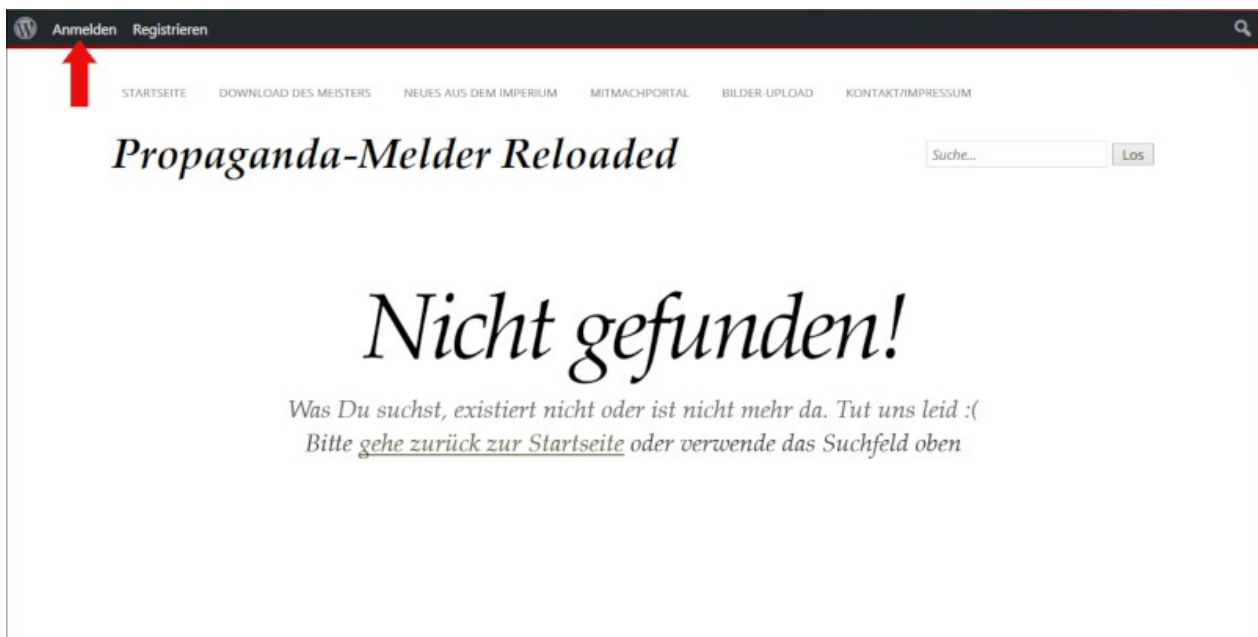 Anmelden Registrieren
STARTSEITE DOWNLOAD DES MEISTERS NEUES AUS DEM IMPERIUM MITMACHPORTAL BILDER-UPLOAD KONTAKT/IMPRESSUM
Propaganda-Melder Reloaded
Suche... Los
Nicht gefunden!
Was Du suchst, existiert nicht oder ist nicht mehr da. Tut uns leid :(
Bitte gehe zurück zur Startseite oder verwende das Suchfeld oben